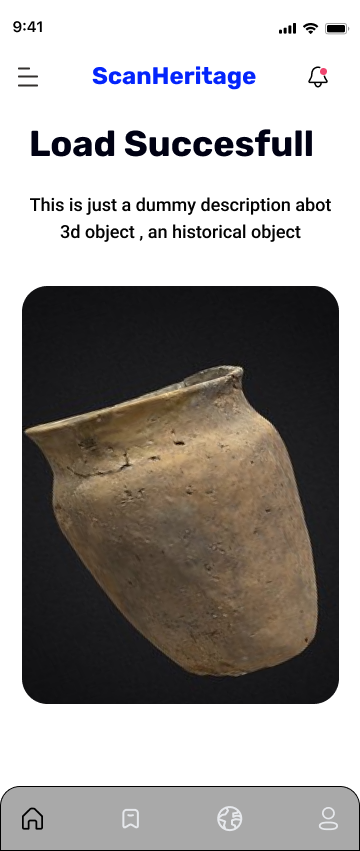 9:41
ScanHeritage
Load Succesfull
This is just a dummy description abot
3d object , an historical object